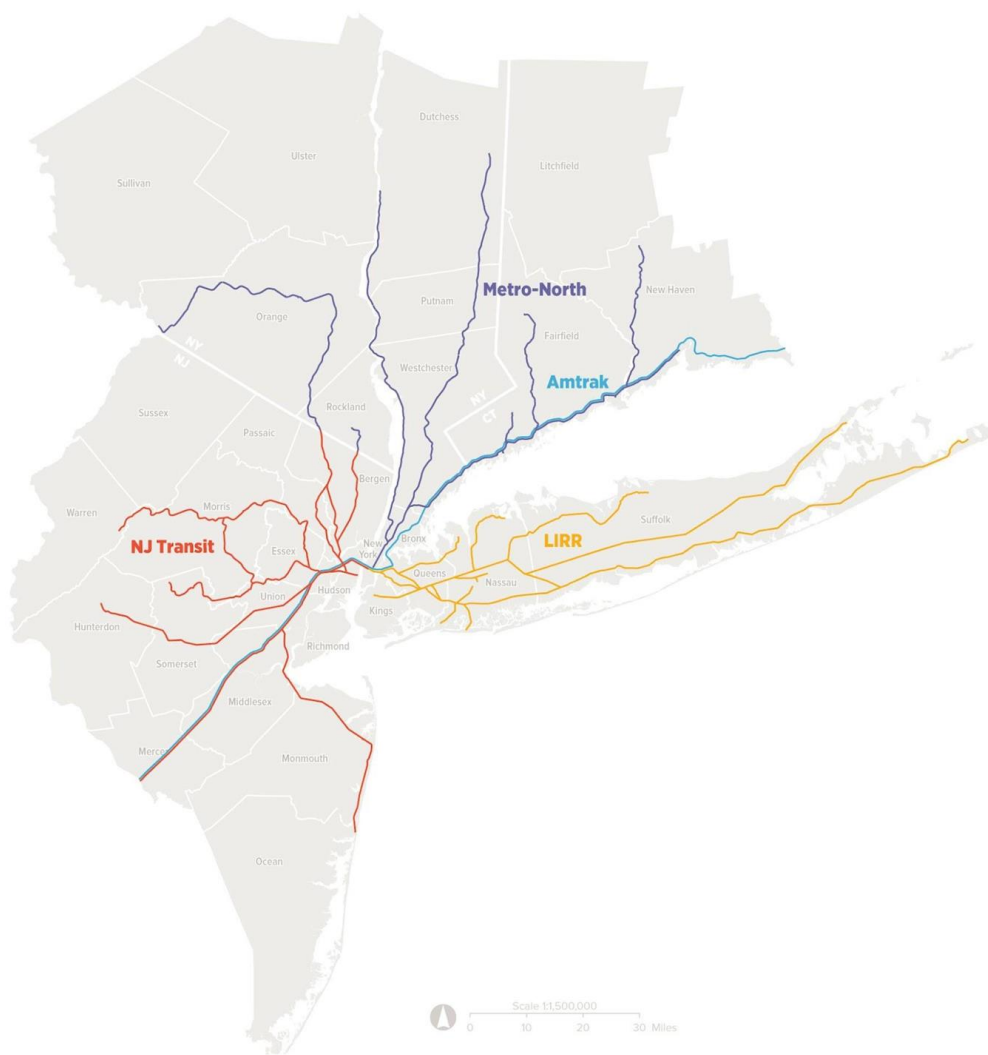 Dutchess
Ulster
Litchfield
Sullivan
Metro-North
New Haven
Putnam
Orange
Fairfield
NY
NJ
Westchester
Amtrak
NY
CT
Rockland
Sussex
Passaic
Bergen
Morris
Warren
Suffolk
NJ Transit
Essex
New
York
Bronx
LIRR
Queens
Nassau
Union
Hudson
Kings
Hunterdon
Richmond
Somerset
Middlesex
Mercer
Monmouth
Ocean
Scale 1:1,500,000
0 10 20 30 Miles